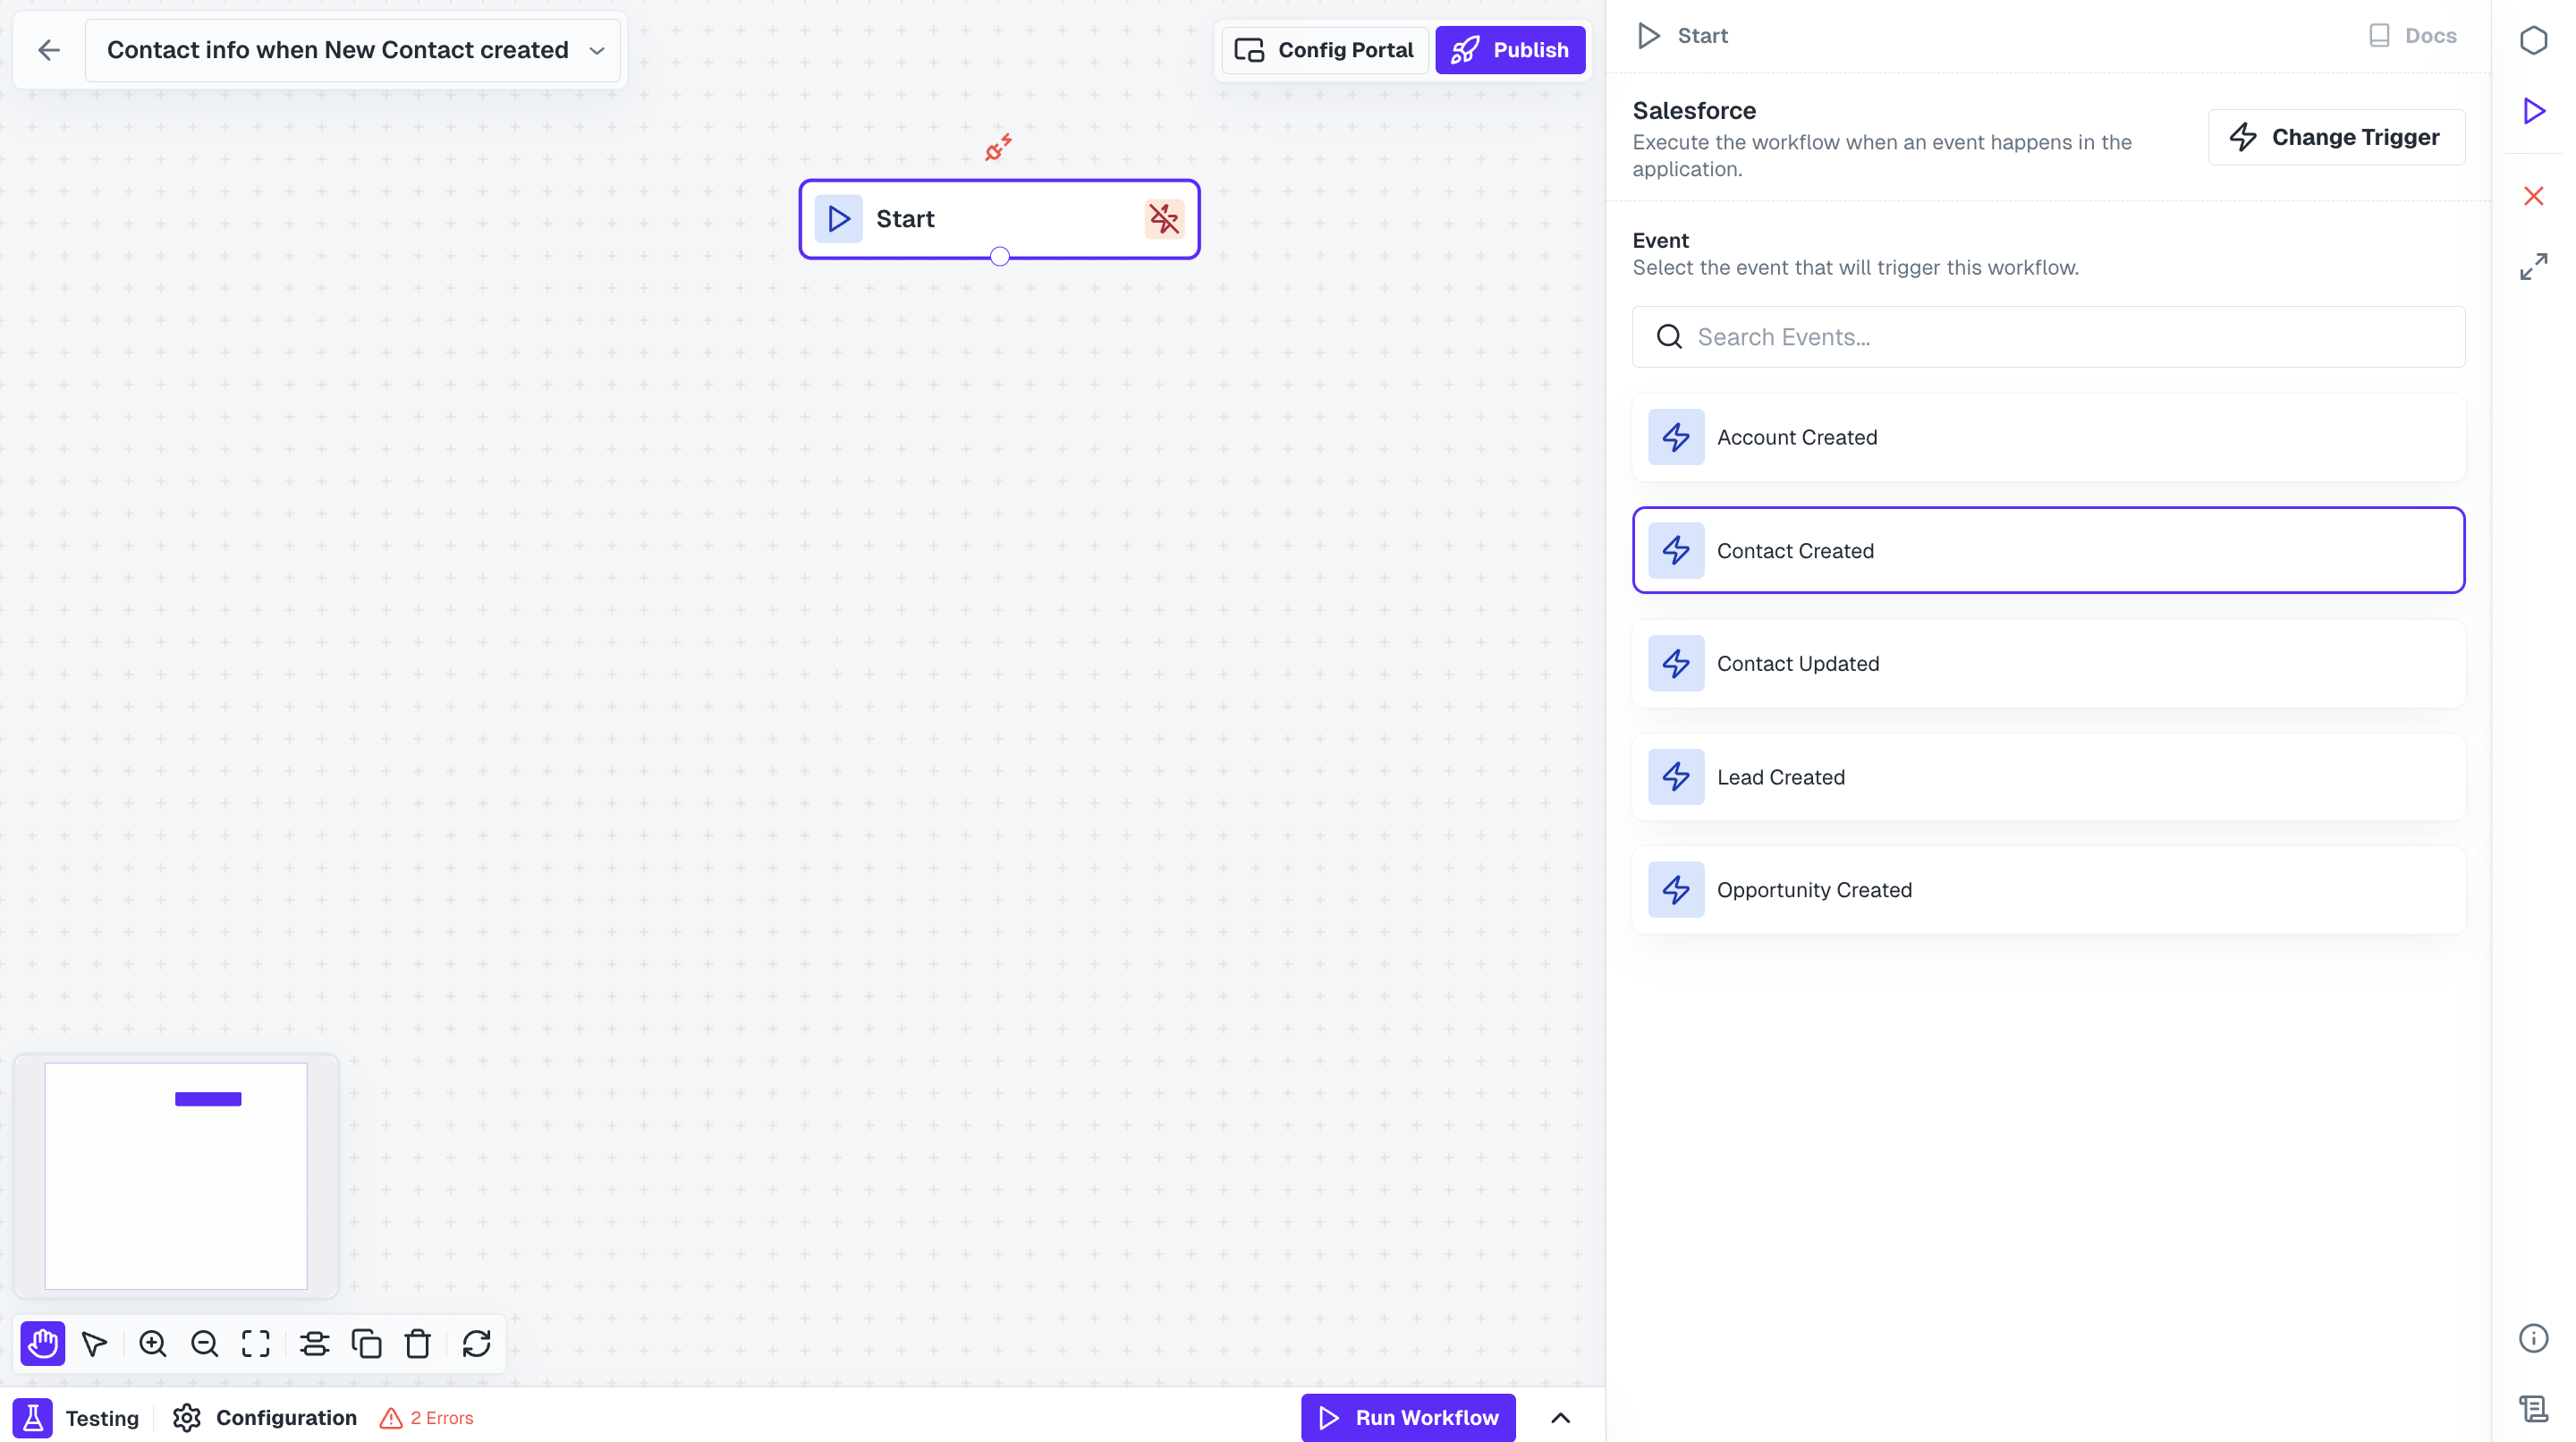 Contact info when New Contact created
Config Portal
Publish
Start
Start
Docs
Salesforce
Execute the workflow when an event happens in the
application.
Change Trigger
Event
Select the event that will trigger this workflow.
Search Events...
Account Created
Contact Created
Contact Updated
Lead Created
Opportunity Created
Testing
Configuration
2 Errors
Run Workflow